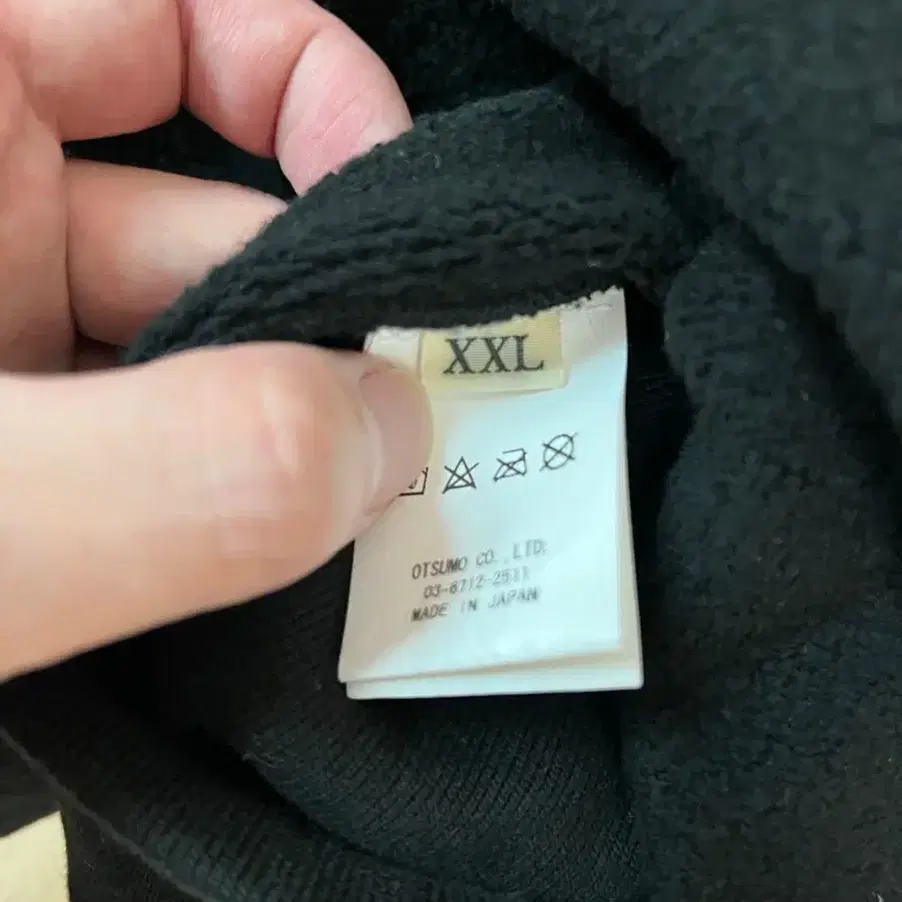 XXL
OTSUMO CO.,LTD.
03-6712-2511
MADE IN JAPAN